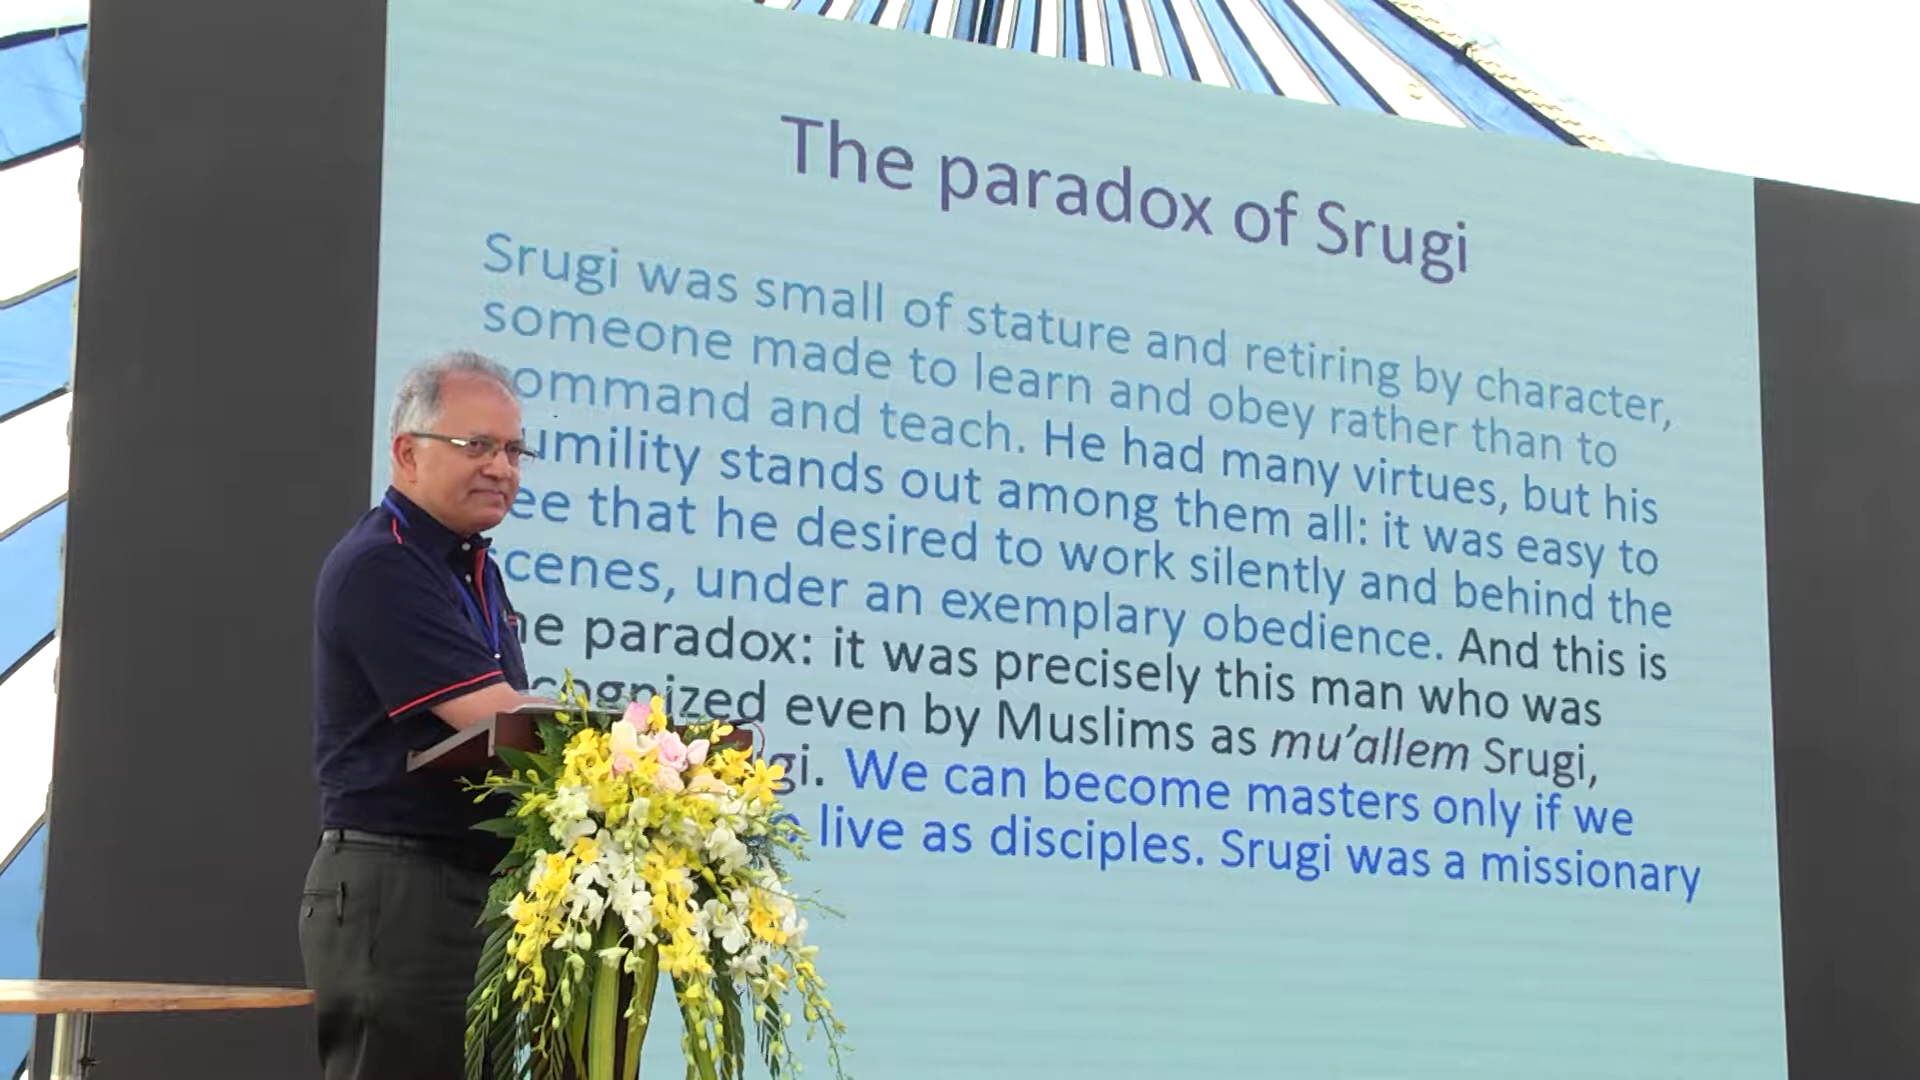 The paradox of Srugi
Srugi was small of stature and retiring by character,
someone made to learn and obey rather than to
ommand and teach. He had many virtues, but his
umility stands out among them all: it was easy to
ee that he desired to work silently and behind the
scenes, under an exemplary obedience. And this is
he paradox: it was precisely this man who was
cognized even by Muslims as mu'allem Srugi,
gi. We can become masters only if we
live as disciples. Srugi was a missionary